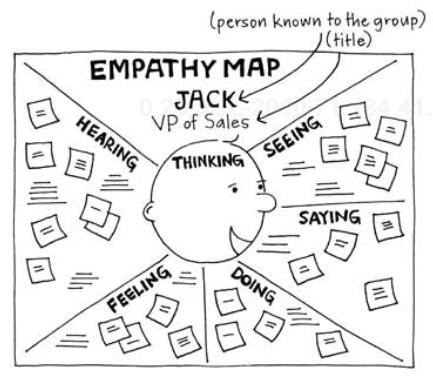 (person known to the group)
(title)
EMPATHY MAP
JACK
VP of Sales
HEARING
THINKING
SEEING
SAYING
FEELING
DOING